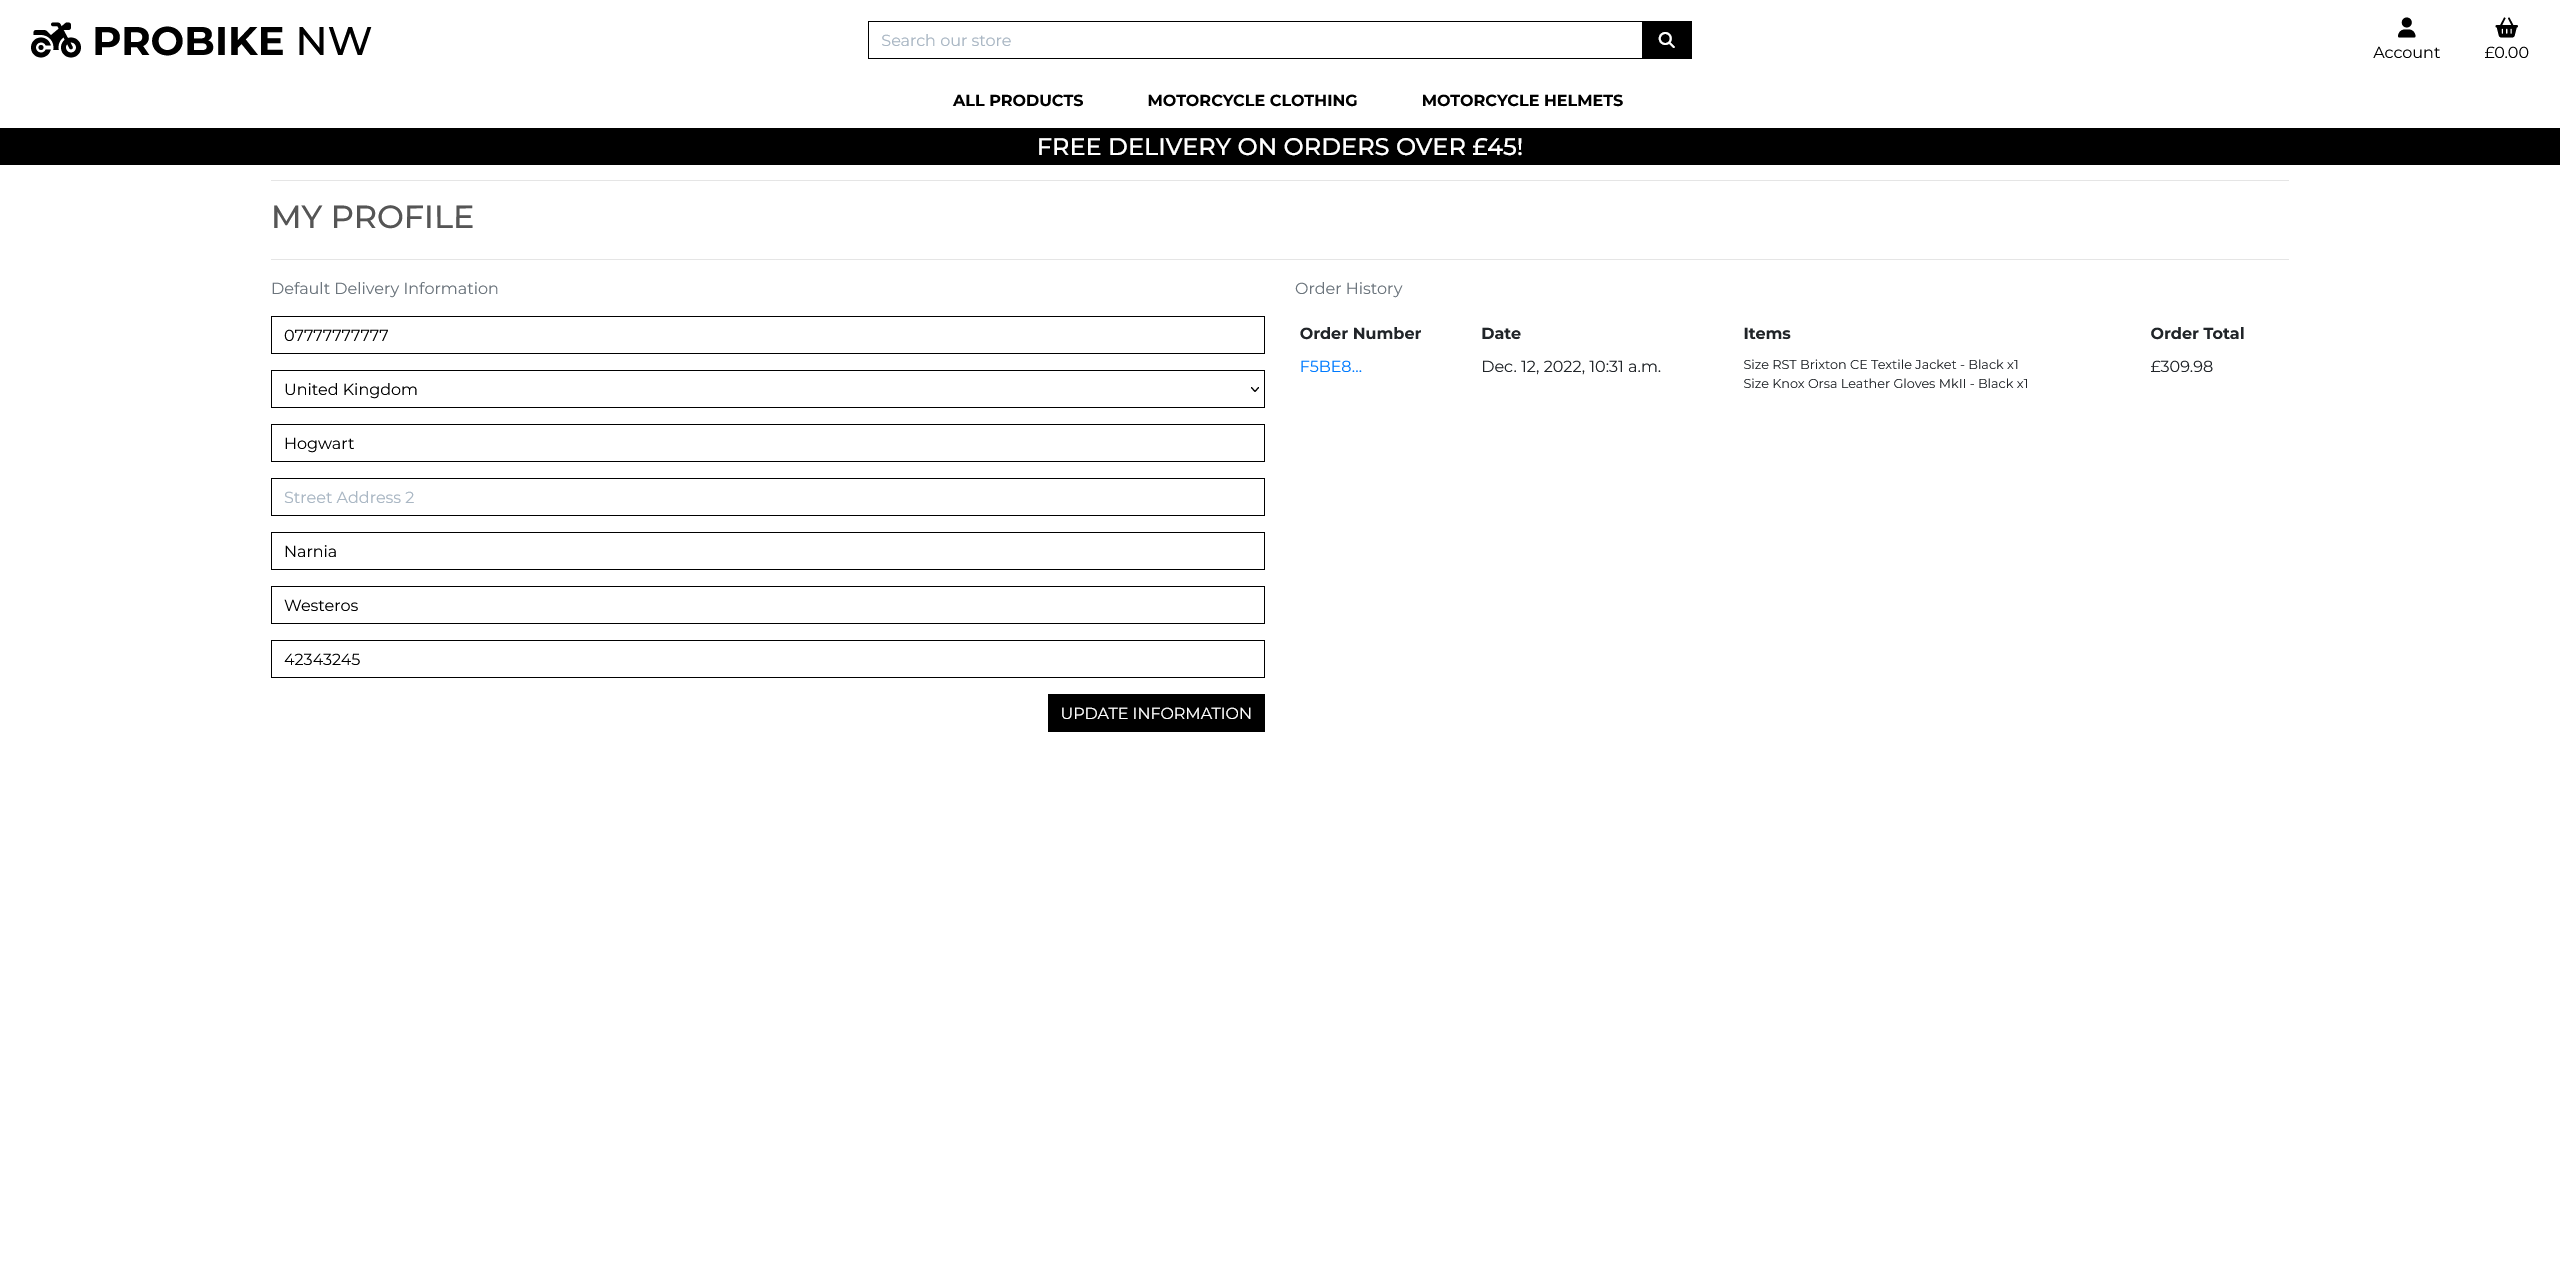 PROBIKE NW
Search our store
Account
£0.00
ALL PRODUCTS MOTORCYCLE CLOTHING MOTORCYCLE HELMETS
FREE DELIVERY ON ORDERS OVER £45!
MY PROFILE
Default Delivery Information
07777777777
United Kingdom
Hogwart
Street Address 2
Narnia
Westeros
42343245
UPDATE INFORMATION
Order History
Order Number Date Items Order Total
F5BE8... Dec. 12, 2022, 10:31 a.m. Size RST Brixton CE Textile Jacket - Black x1 £309.98
Size Knox Orsa Leather Gloves MkII - Black x1